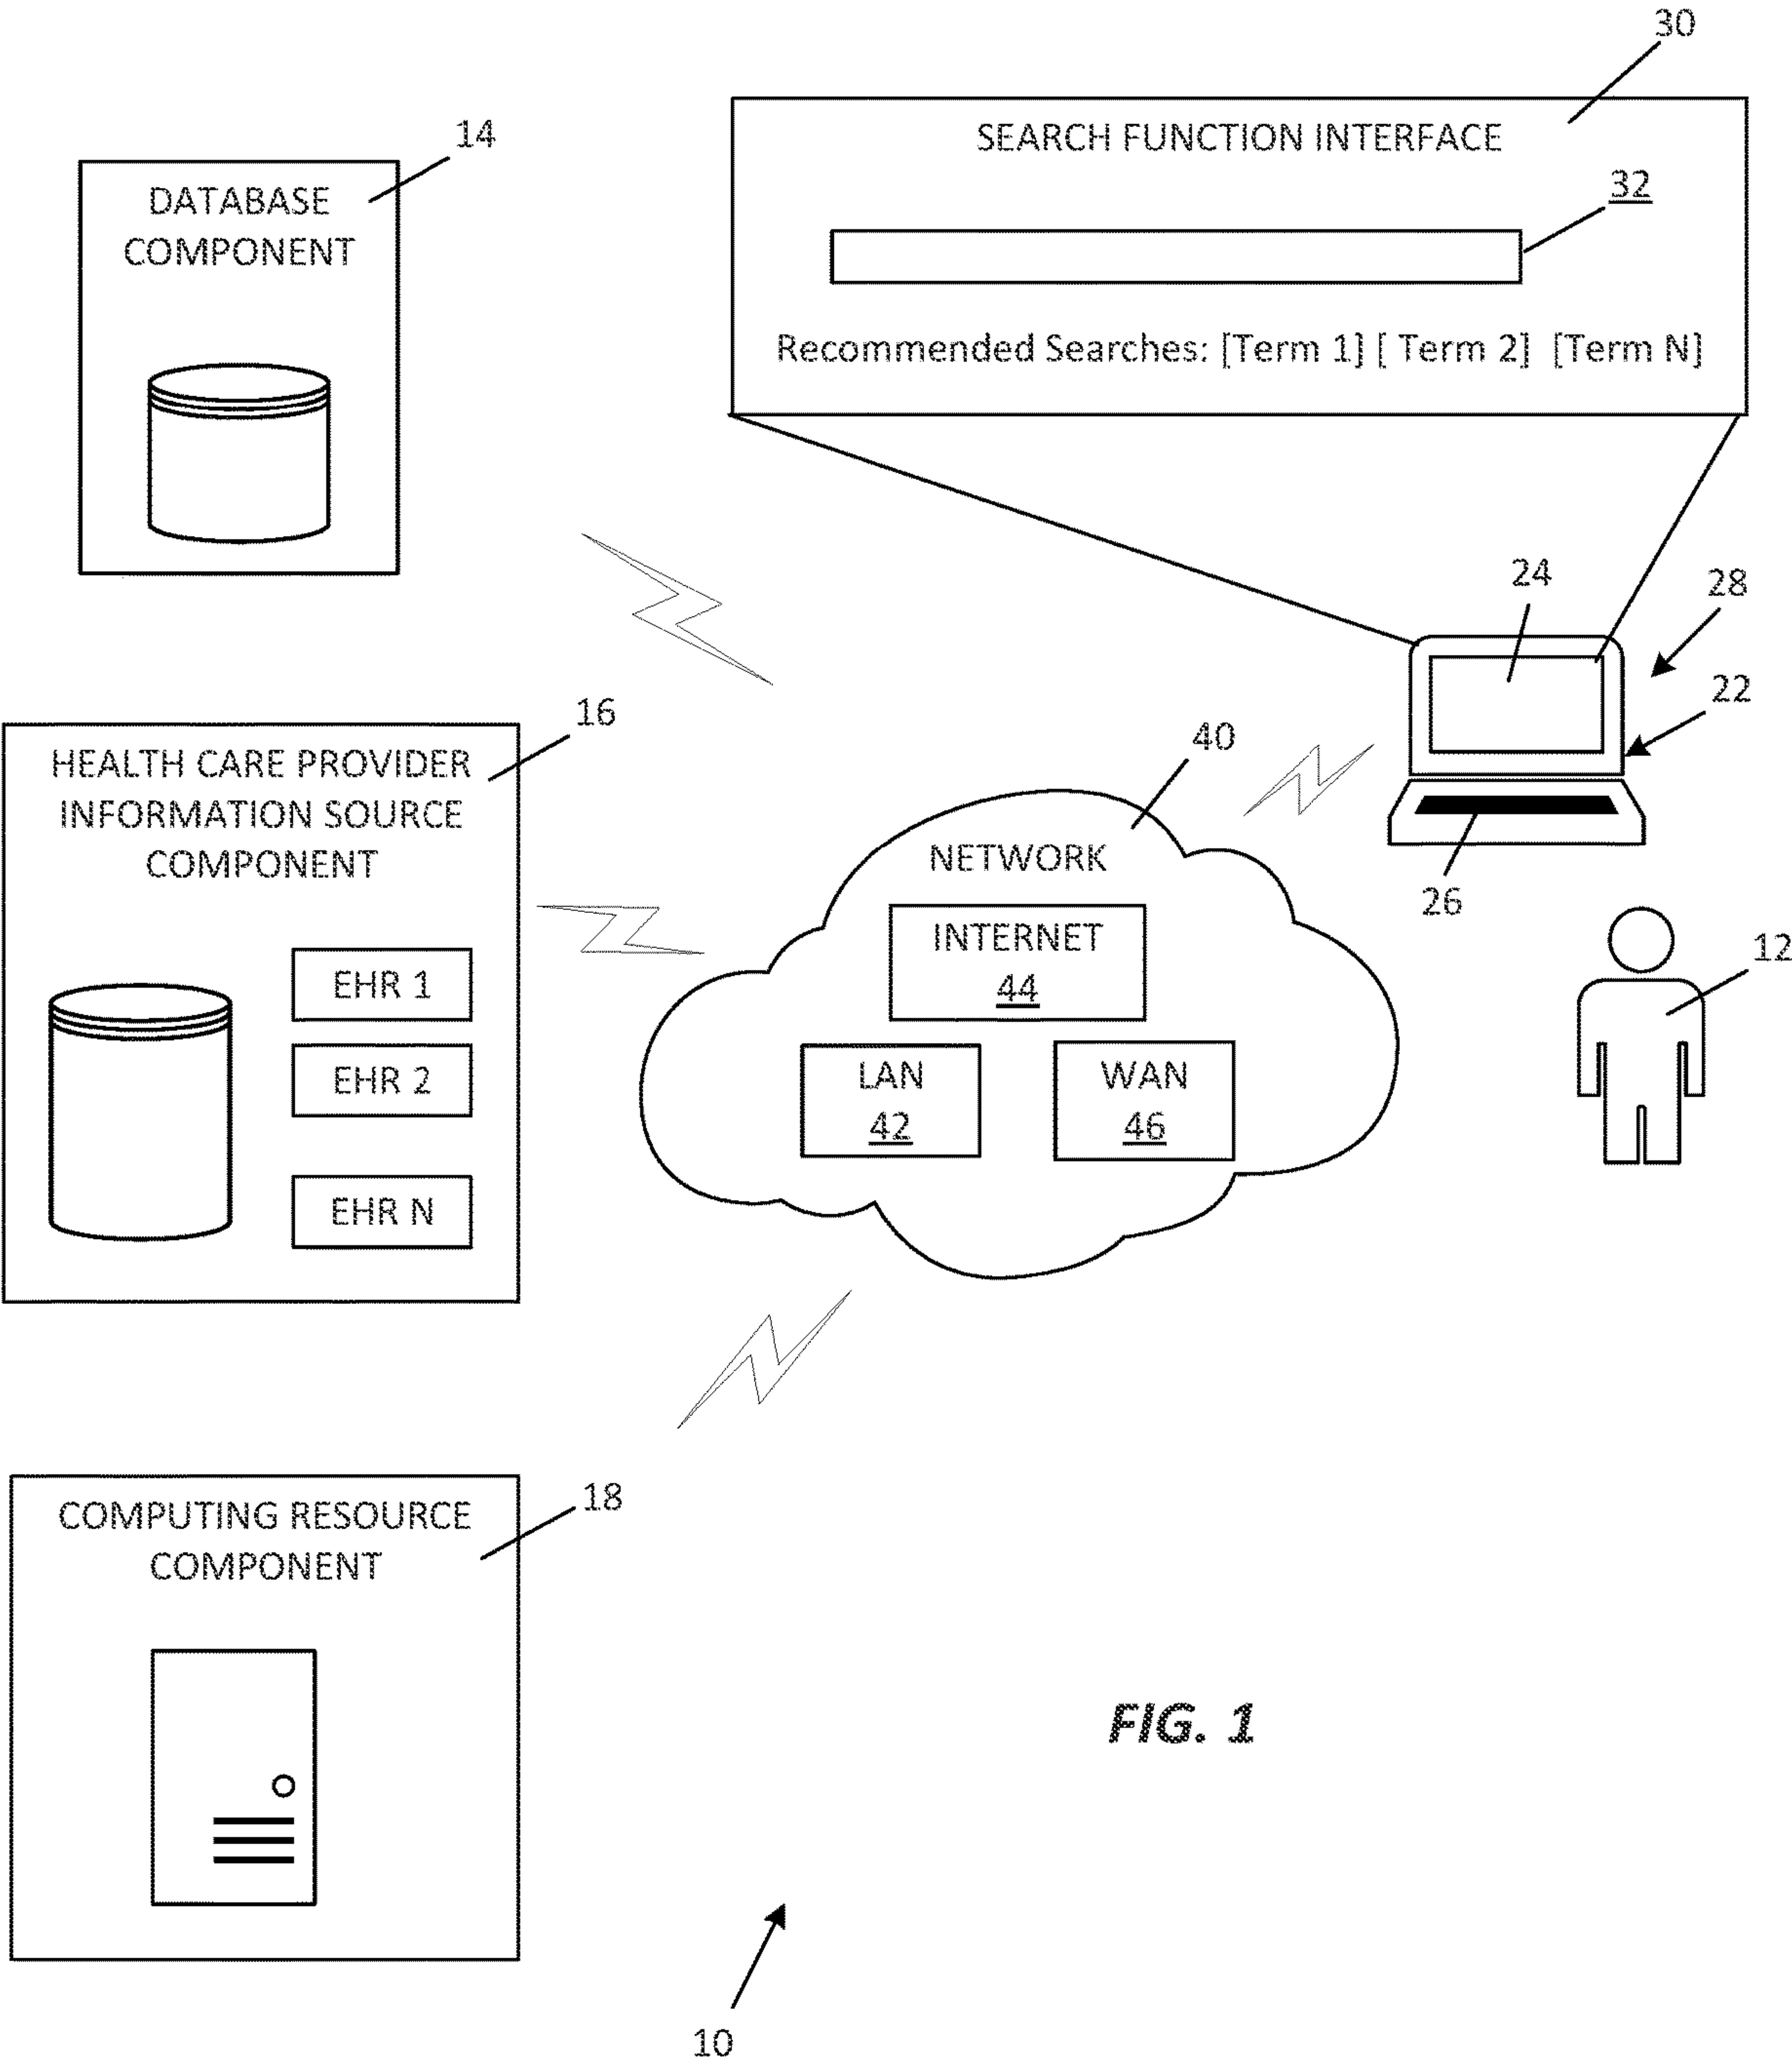 30
SEARCH FUNCTION INTERFACE
32
Recommended Searches: [Term 1] [ Term 2] [Term N]
14
DATABASE
COMPONENT
24
28
22
26
12
16
HEALTH CARE PROVIDER
INFORMATION SOURCE
COMPONENT
EHR 1
EHR 2
EHR N
40
NETWORK
INTERNET
44
LAN
42
WAN
46
18
COMPUTING RESOURCE
COMPONENT
FIG. 1
10